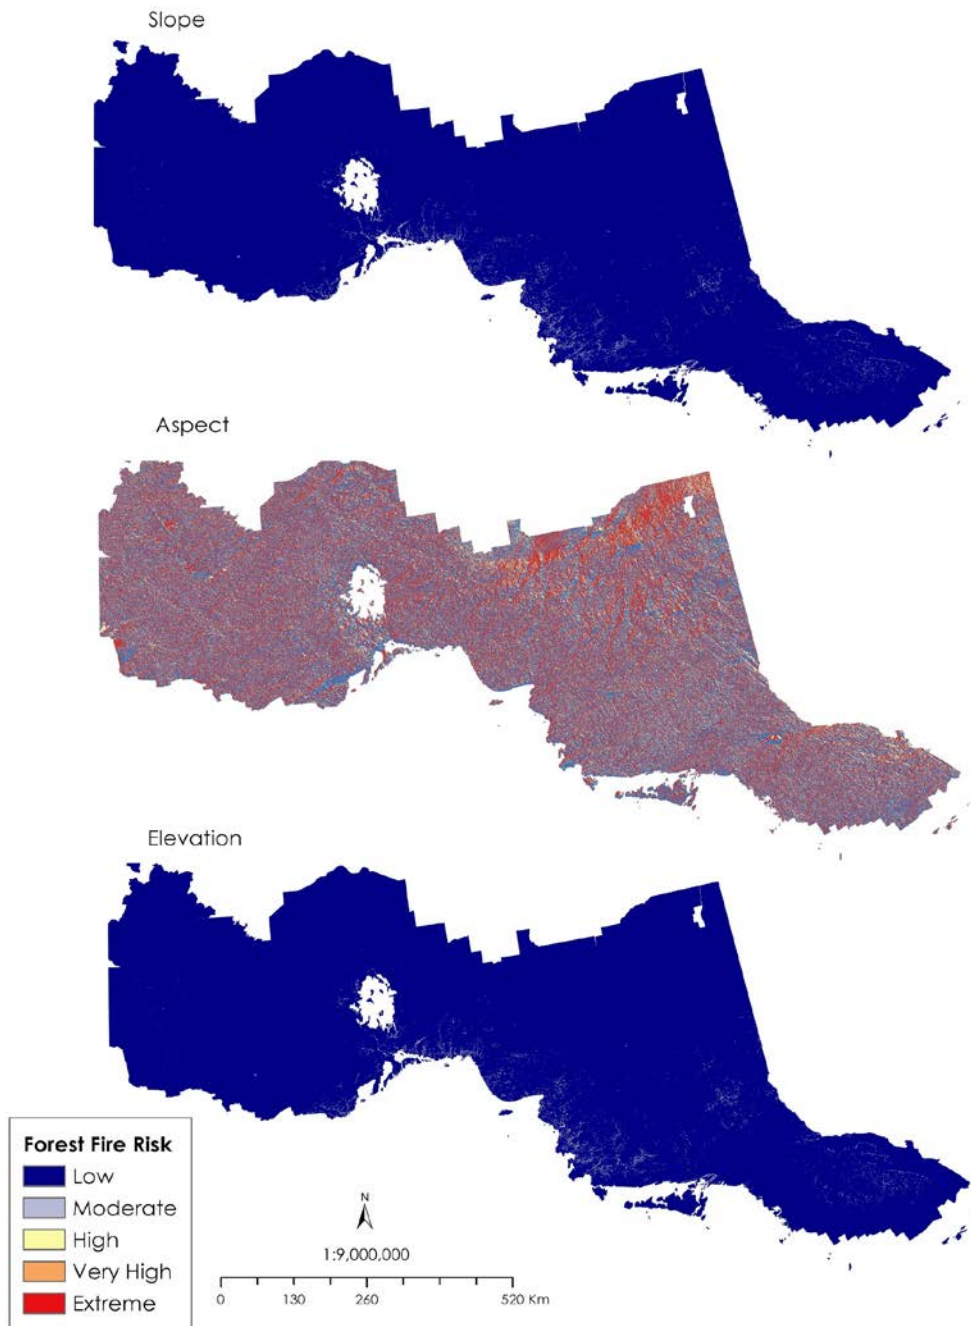 Slope
Aspect
Elevation
Forest Fire Risk
Low
Moderate
High
Very High
Extreme
N
1:9,000,000
0 130 260 520 Km